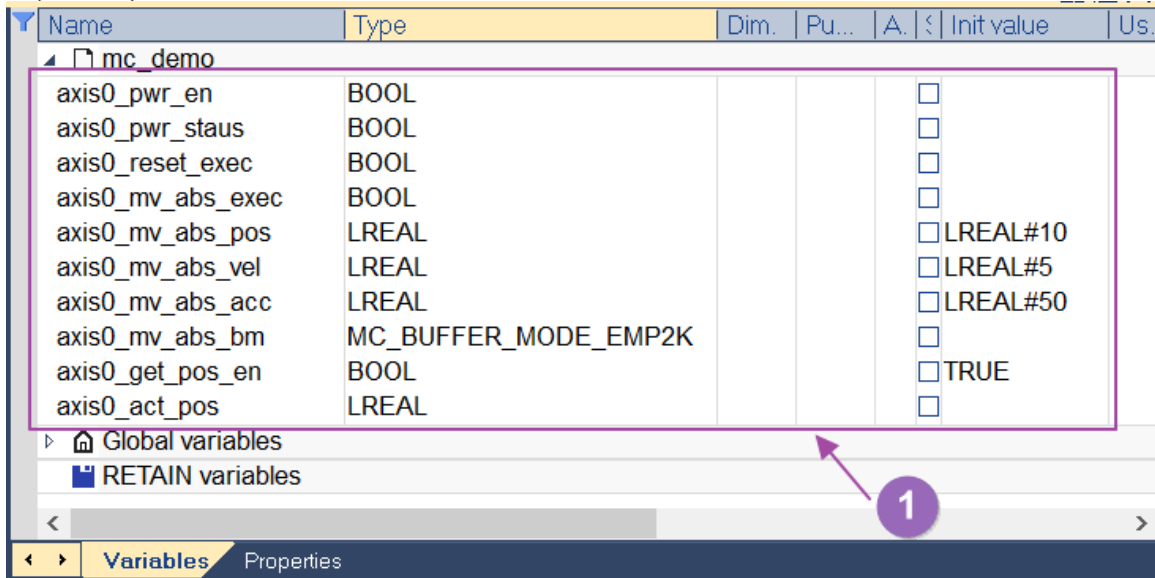 Name Type Dim. Pu... A. S Init value Us.
mc_demo
axis0_pwr_en BOOL
axis0_pwr_staus BOOL
axis0_reset_exec BOOL
axis0_mv_abs_exec BOOL
axis0_mv_abs_pos LREAL LREAL#10
axis0_mv_abs_vel LREAL LREAL#5
axis0_mv_abs_acc LREAL LREAL#50
axis0_mv_abs_bm MC_BUFFER_MODE_EMP2K
axis0_get_pos_en BOOL TRUE
axis0_act_pos LREAL
Global variables
RETAIN variables
1
Variables Properties